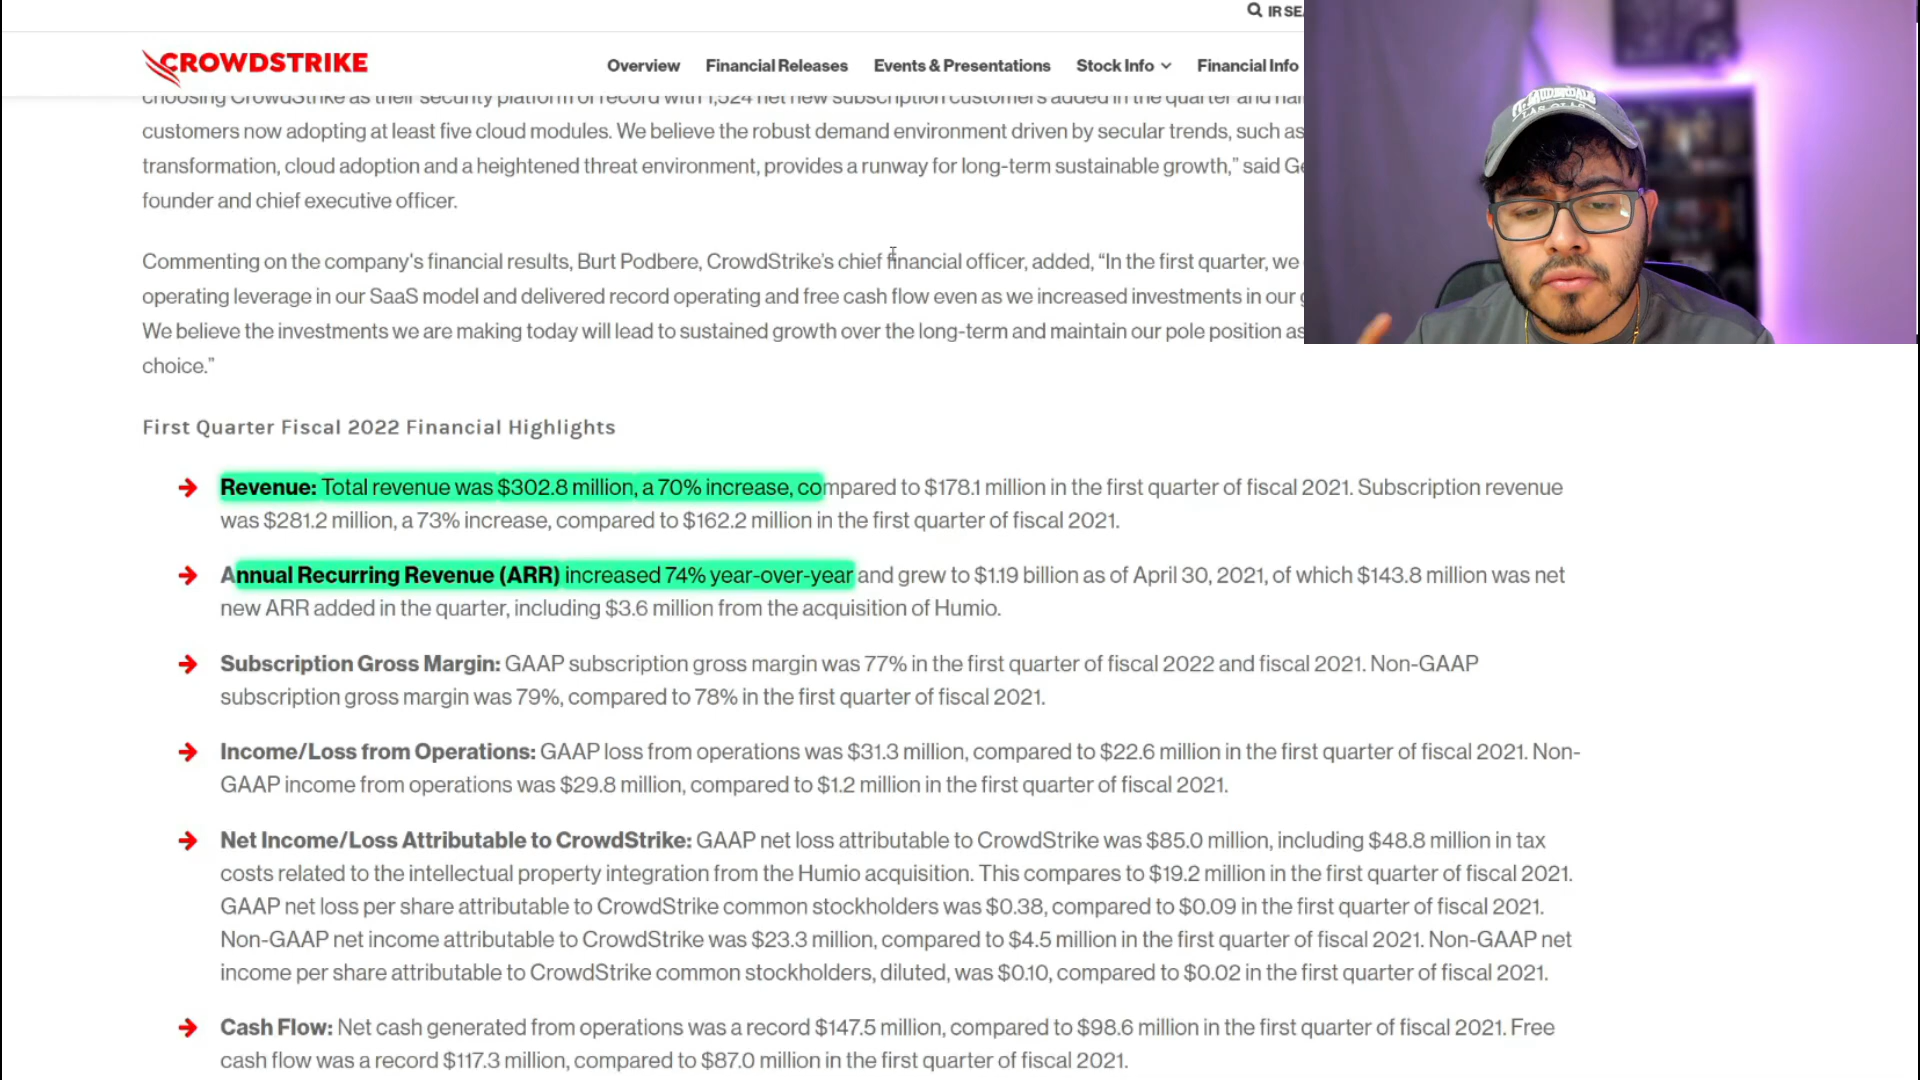 IR SE
CROWDSTRIKE
Overview Financial Releases Events & Presentations Stock Info Financial Info
choosing CrowdStrike as their security platform of record with 1,524 net new subscription customers added in the quarter and
customers now adopting at least five cloud modules. We believe the robust demand environment driven by secular trends, such as
transformation, cloud adoption and a heightened threat environment, provides a runway for long-term sustainable growth,” said
founder and chief executive officer.
Commenting on the company's financial results, Burt Podbere, CrowdStrike’s chief financial officer, added, “In the first quarter, we
operating leverage in our SaaS model and delivered record operating and free cash flow even as we increased investments in our
We believe the investments we are making today will lead to sustained growth over the long-term and maintain our pole position as
choice.”
First Quarter Fiscal 2022 Financial Highlights
Revenue: Total revenue was $302.8 million, a 70% increase, compared to $178.1 million in the first quarter of fiscal 2021. Subscription revenue
was $281.2 million, a 73% increase, compared to $162.2 million in the first quarter of fiscal 2021.
Annual Recurring Revenue (ARR) increased 74% year-over-year and grew to $1.19 billion as of April 30, 2021, of which $143.8 million was net
new ARR added in the quarter, including $3.6 million from the acquisition of Humio.
Subscription Gross Margin: GAAP subscription gross margin was 77% in the first quarter of fiscal 2022 and fiscal 2021. Non-GAAP
subscription gross margin was 79%, compared to 78% in the first quarter of fiscal 2021.
Income/Loss from Operations: GAAP loss from operations was $31.3 million, compared to $22.6 million in the first quarter of fiscal 2021. Non-
GAAP income from operations was $29.8 million, compared to $1.2 million in the first quarter of fiscal 2021.
Net Income/Loss Attributable to CrowdStrike: GAAP net loss attributable to CrowdStrike was $85.0 million, including $48.8 million in tax
costs related to the intellectual property integration from the Humio acquisition. This compares to $19.2 million in the first quarter of fiscal 2021.
GAAP net loss per share attributable to CrowdStrike common stockholders was $0.38, compared to $0.09 in the first quarter of fiscal 2021.
Non-GAAP net income attributable to CrowdStrike was $23.3 million, compared to $4.5 million in the first quarter of fiscal 2021. Non-GAAP net
income per share attributable to CrowdStrike common stockholders, diluted, was $0.10, compared to $0.02 in the first quarter of fiscal 2021.
Cash Flow: Net cash generated from operations was a record $147.5 million, compared to $98.6 million in the first quarter of fiscal 2021. Free
cash flow was a record $117.3 million, compared to $87.0 million in the first quarter of fiscal 2021.